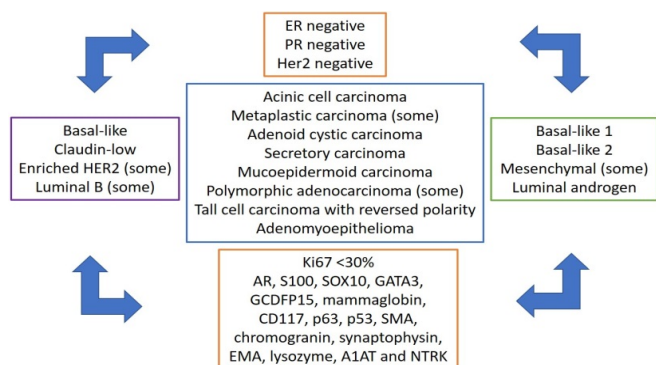 ER negative
PR negative
Her2 negative
Basal-like
Claudin-low
Enriched HER2 (some)
Luminal B (some)
Acinic cell carcinoma
Metaplastic carcinoma (some)
Adenoid cystic carcinoma
Secretory carcinoma
Mucoepidermoid carcinoma
Polymorphic adenocarcinoma (some)
Tall cell carcinoma with reversed polarity
Adenomyoepithelioma
Basal-like 1
Basal-like 2
Mesenchymal (some)
Luminal androgen
Ki67 <30%
AR, S100, SOX10, GATA3,
GCDFP15, mammaglobin,
CD117, p63, p53, SMA,
chromogranin, synaptophysin,
EMA, lysozyme, A1AT and NTRK